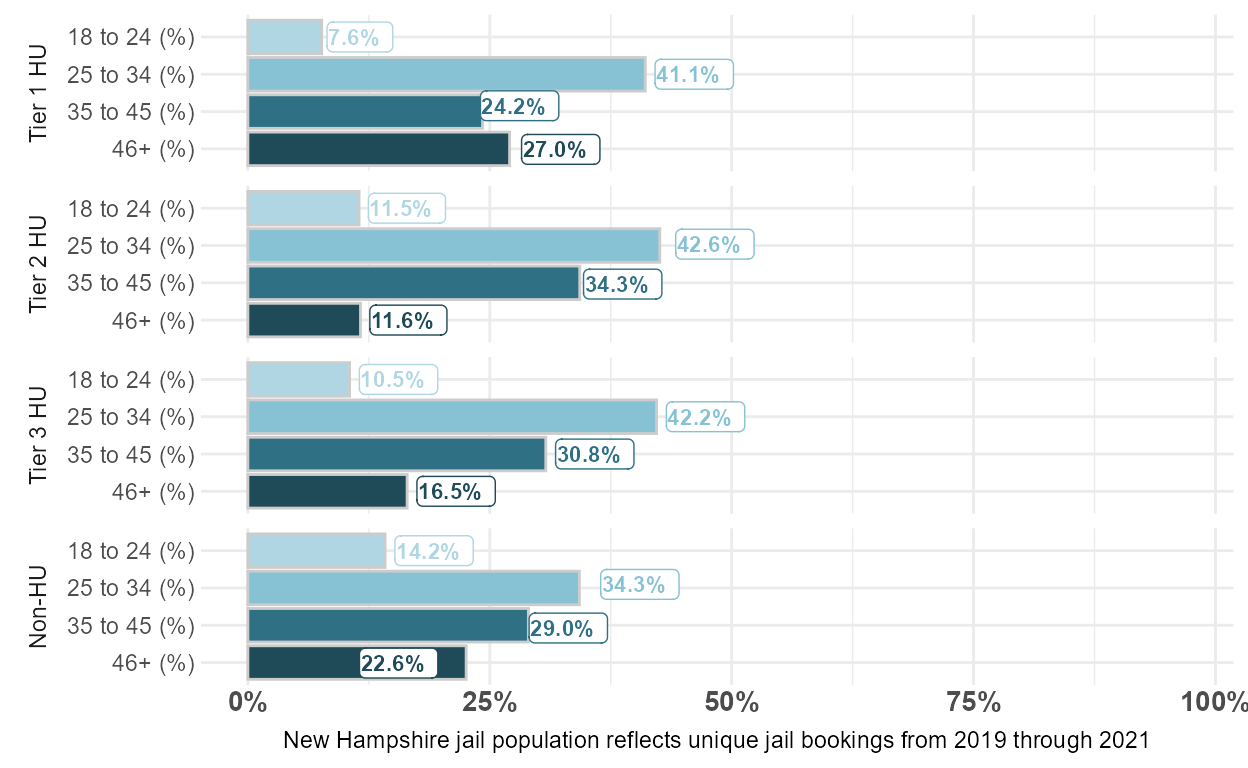 Tier 1 HU
18 to 24 (%) 7.6%
25 to 34 (%) 41.1%
35 to 45 (%) 24.2%
46+ (%) 27.0%
Tier 2 HU
18 to 24 (%) 11.5%
25 to 34 (%) 42.6%
35 to 45 (%) 34.3%
46+ (%) 11.6%
Tier 3 HU
18 to 24 (%) 10.5%
25 to 34 (%) 42.2%
35 to 45 (%) 30.8%
46+ (%) 16.5%
Non-HU
18 to 24 (%) 14.2%
25 to 34 (%) 34.3%
35 to 45 (%) 29.0%
46+ (%) 22.6%
0% 25% 50% 75% 100%
New Hampshire jail population reflects unique jail bookings from 2019 through 2021